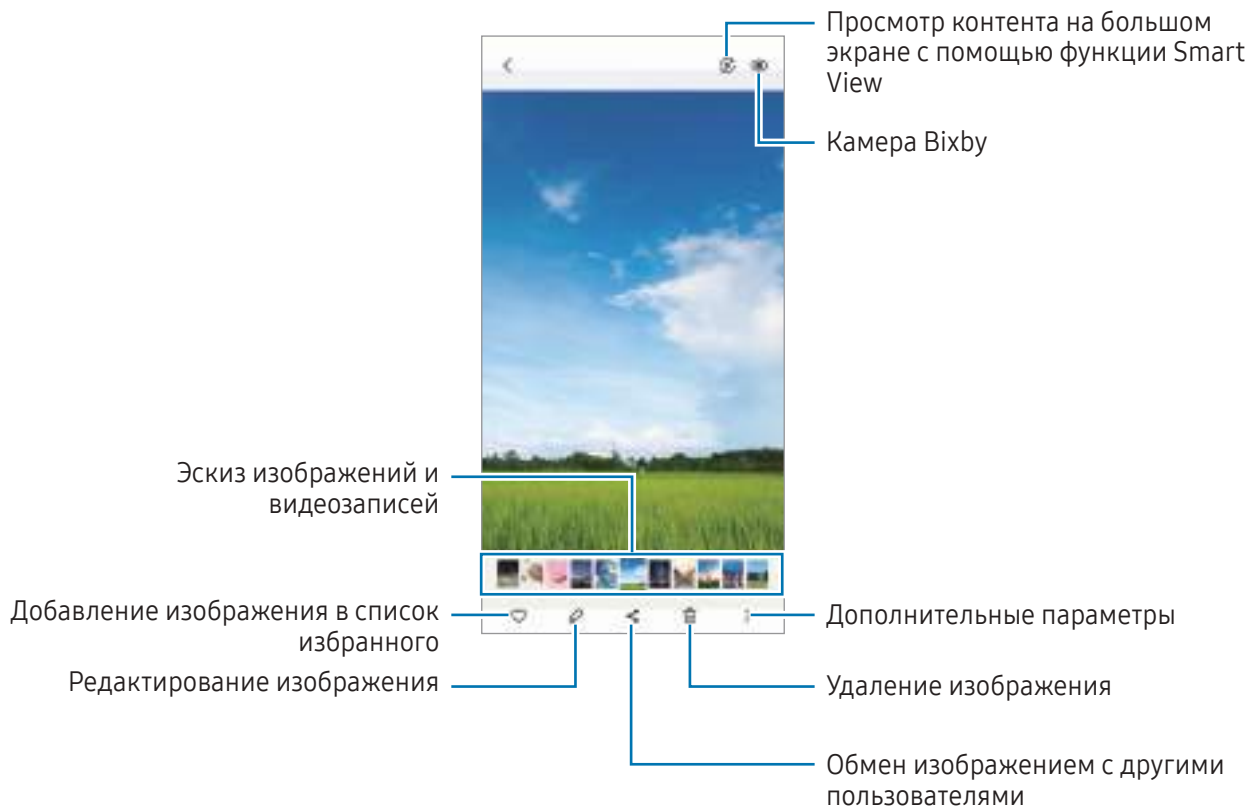 Просмотр контента на большом
экране с помощью функции Smart
View
Камера Bixby
Эскиз изображений и
видеозаписей
Добавление изображения в список
избранного
Дополнительные параметры
Редактирование изображения
Удаление изображения
Обмен изображением с другими
пользователями